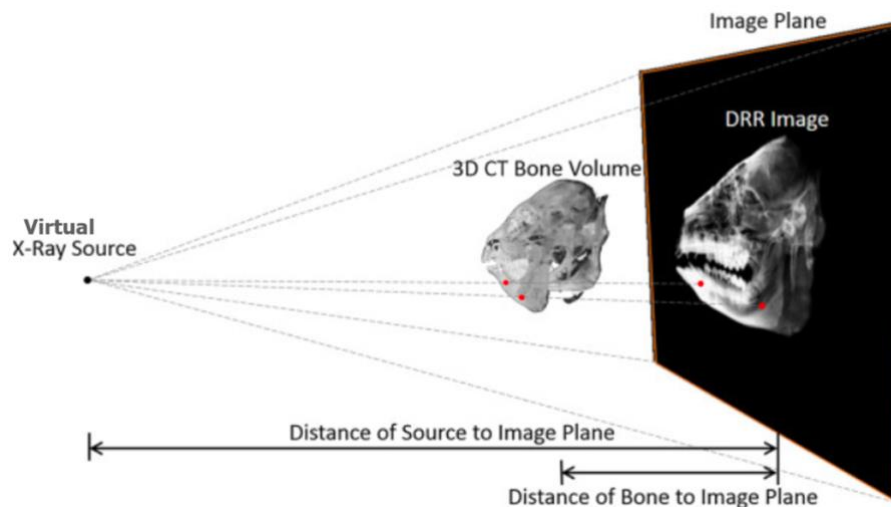 Image Plane
DRR Image
3D CT Bone Volume
Virtual
X-Ray Source
Distance of Source to Image Plane
Distance of Bone to Image Plane